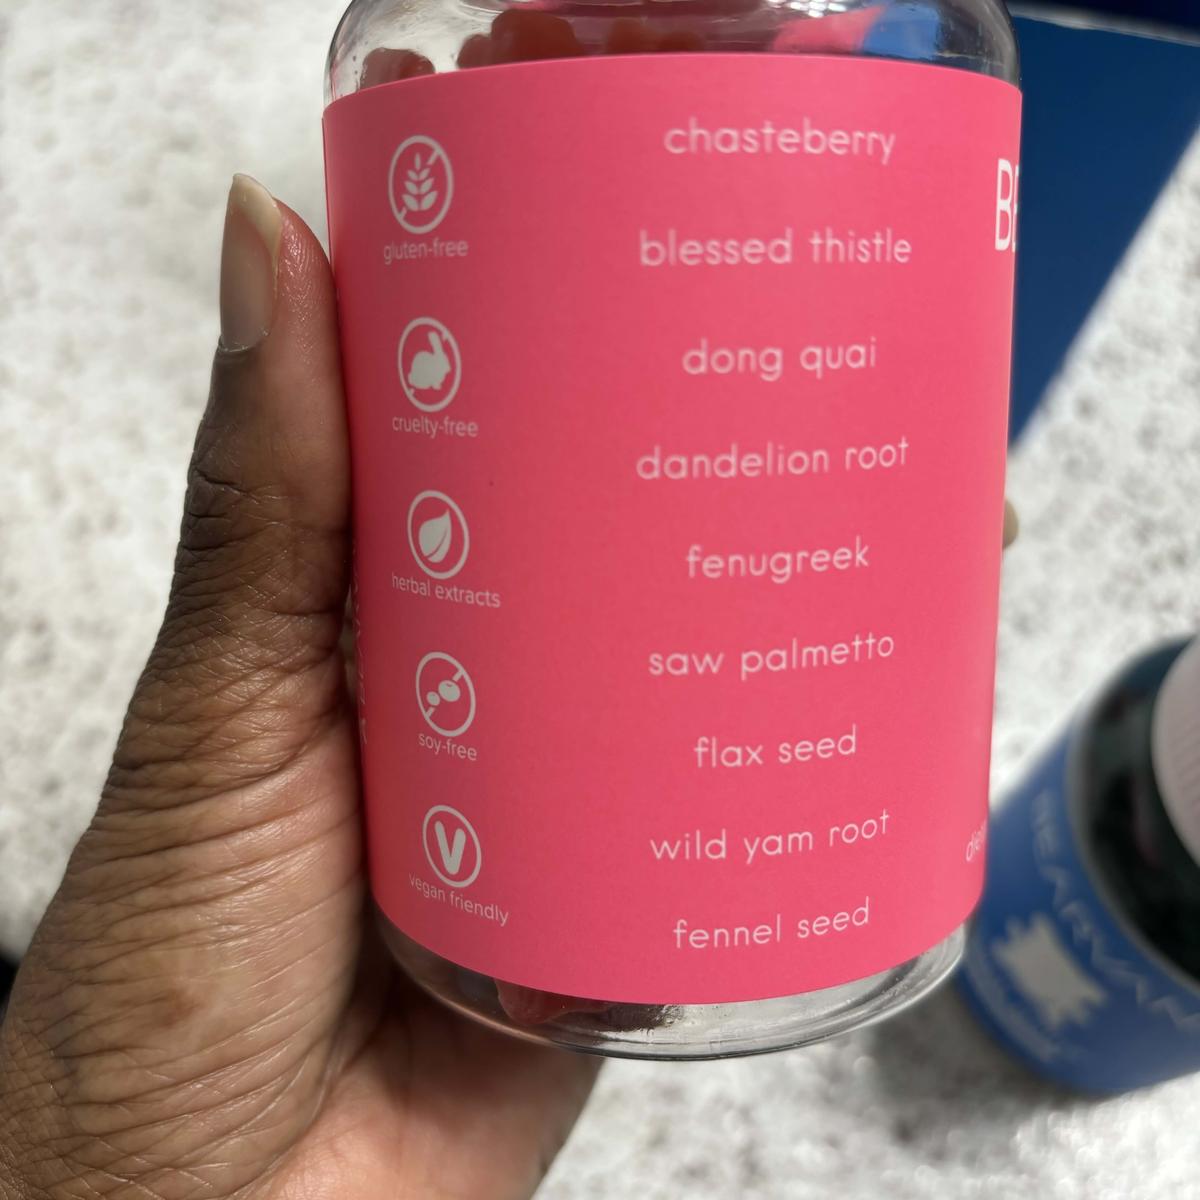 gluten-free
cruelty-free
herbal extracts
soy-free
vegan friendly
chasteberry
blessed thistle
dong quai
dandelion root
fenugreek
saw palmetto
flax seed
wild yam root
fennel seed